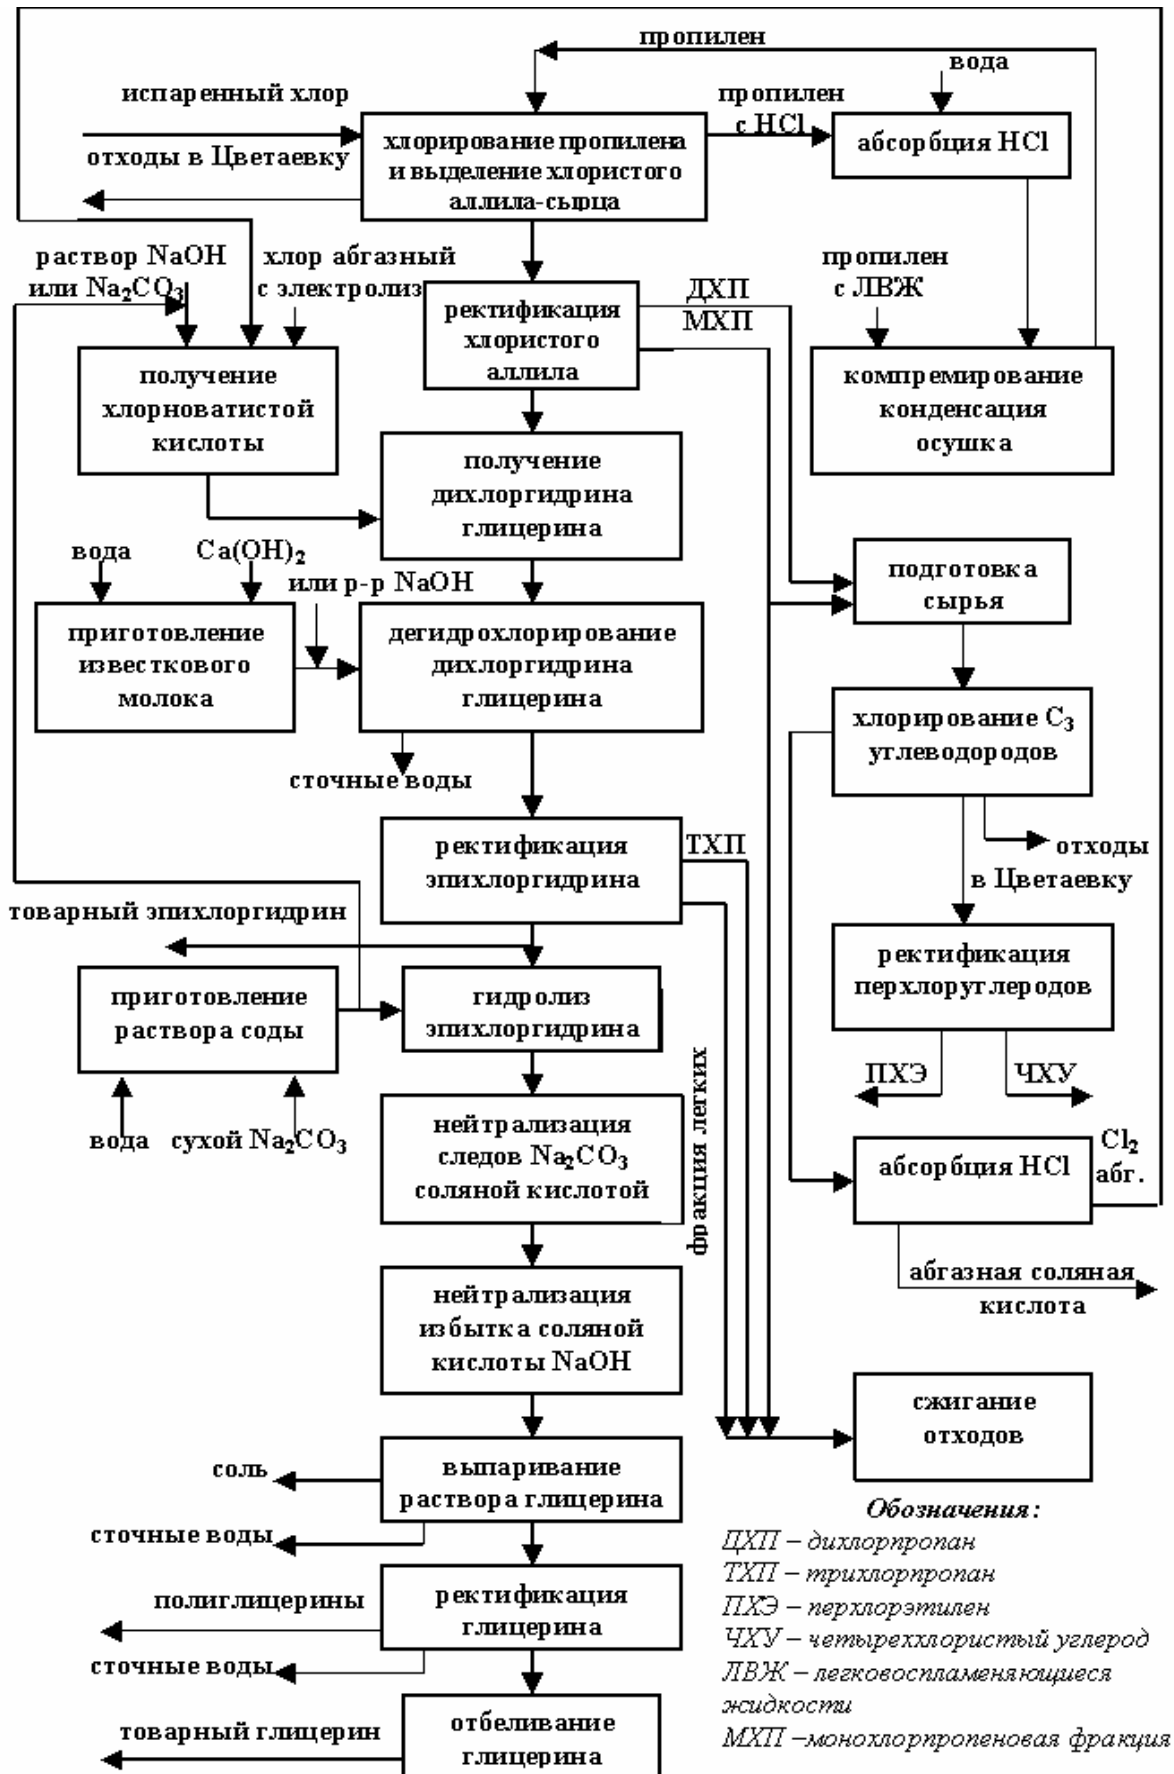 пропилен
вода
испаренный хлор
пропилен
с HCl
отходы в Цветаевку
хлорирование пропилена
и выделение хлористого
аллила-сырца
абсорбция HCl
раствор NaOH
или Na₂CO₃
хлор абгазный
с электролиз
пропилен
с ЛВЖ
ректификация
хлористого
аллила
ДХП
МХП
получение
хлорноватистой
кислоты
компремирование
конденсация
осушка
получение
дихлоргидрина
глицерина
вода
Ca(OH)₂
или р-р NaOH
подготовка
сырья
приготовление
известкового
молока
дегидрохлорирование
дихлоргидрина
глицерина
хлорирование C₃
углеводородов
сточные воды
ректификация
эпихлоргидрина
ТХП
отходы
в Цветаевку
товарный эпихлоргидрин
ректификация
перхлоруглеродов
приготовление
раствора соды
гидролиз
эпихлоргидрина
фракция легких
ПХЭ
ЧХУ
вода
сухой Na₂CO₃
нейтрализация
следов Na₂CO₃
соляной кислотой
абсорбция HCl
Cl₂
абг.
абгазная соляная
кислота
нейтрализация
избытка соляной
кислоты NaOH
сжигание
отходов
соль
выпаривание
раствора глицерина
сточные воды
полиглицерины
ректификация
глицерина
сточные воды
товарный глицерин
отбеливание
глицерина
Обозначения:
ДХП – дихлорпропан
ТХП – трихлорпропан
ПХЭ – перхлорэтилен
ЧХУ – четыреххлористый углерод
ЛВЖ – легковоспламеняющиеся
жидкости
МХП –монохлорпропеновая фракция